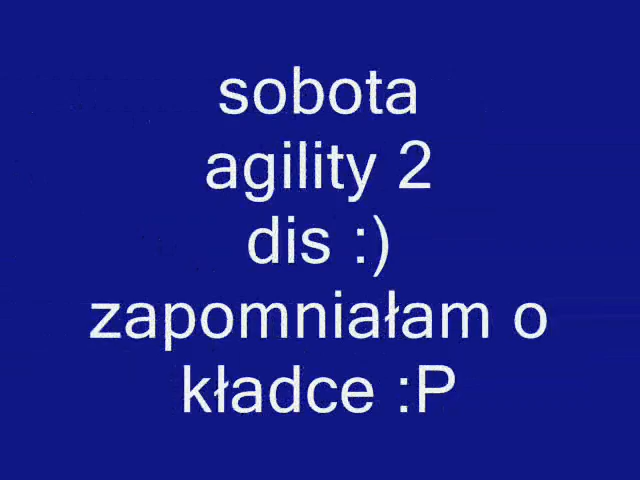 sobota
agility 2
dis :)
zapomniałam o
kładce :P